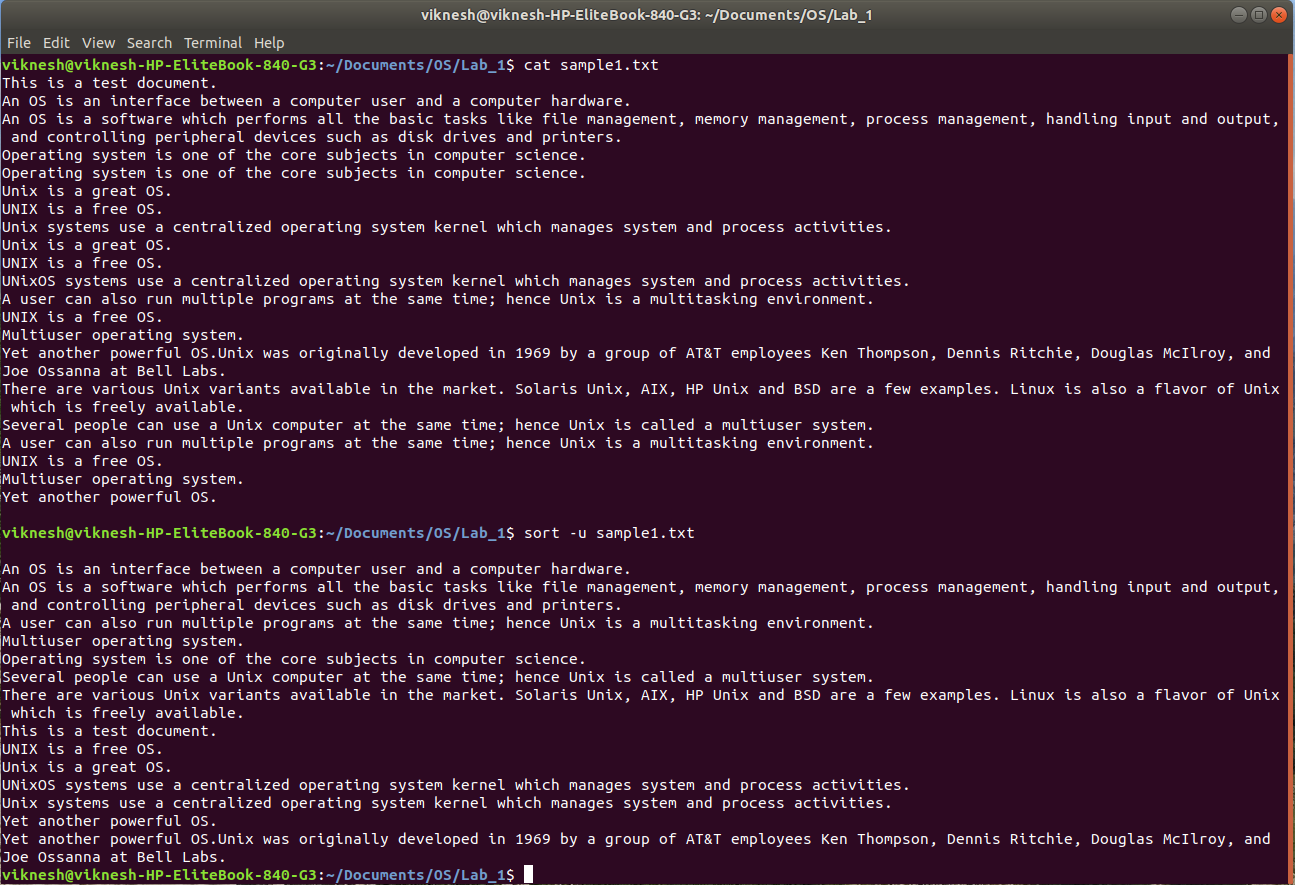 viknesh@viknesh-HP-EliteBook-840-G3: ~/Documents/OS/Lab_1
File Edit View Search Terminal Help
viknesh@viknesh-HP-EliteBook-840-G3:~/Documents/OS/Lab_1$ cat sample1.txt
This is a test document.
An OS is an interface between a computer user and a computer hardware.
An OS is a software which performs all the basic tasks like file management, memory management, process management, handling input and output,
 and controlling peripheral devices such as disk drives and printers.
Operating system is one of the core subjects in computer science.
Operating system is one of the core subjects in computer science.
Unix is a great OS.
UNIX is a free OS.
Unix systems use a centralized operating system kernel which manages system and process activities.
Unix is a great OS.
UNIX is a free OS.
UNixOS systems use a centralized operating system kernel which manages system and process activities.
A user can also run multiple programs at the same time; hence Unix is a multitasking environment.
UNIX is a free OS.
Multiuser operating system.
Yet another powerful OS.Unix was originally developed in 1969 by a group of AT&T employees Ken Thompson, Dennis Ritchie, Douglas McIlroy, and
Joe Ossanna at Bell Labs.
There are various Unix variants available in the market. Solaris Unix, AIX, HP Unix and BSD are a few examples. Linux is also a flavor of Unix
 which is freely available.
Several people can use a Unix computer at the same time; hence Unix is called a multiuser system.
A user can also run multiple programs at the same time; hence Unix is a multitasking environment.
UNIX is a free OS.
Multiuser operating system.
Yet another powerful OS.
viknesh@viknesh-HP-EliteBook-840-G3:~/Documents/OS/Lab_1$ sort -u sample1.txt
An OS is an interface between a computer user and a computer hardware.
An OS is a software which performs all the basic tasks like file management, memory management, process management, handling input and output,
 and controlling peripheral devices such as disk drives and printers.
A user can also run multiple programs at the same time; hence Unix is a multitasking environment.
Multiuser operating system.
Operating system is one of the core subjects in computer science.
Several people can use a Unix computer at the same time; hence Unix is called a multiuser system.
There are various Unix variants available in the market. Solaris Unix, AIX, HP Unix and BSD are a few examples. Linux is also a flavor of Unix
 which is freely available.
This is a test document.
UNIX is a free OS.
Unix is a great OS.
UNixOS systems use a centralized operating system kernel which manages system and process activities.
Unix systems use a centralized operating system kernel which manages system and process activities.
Yet another powerful OS.
Yet another powerful OS.Unix was originally developed in 1969 by a group of AT&T employees Ken Thompson, Dennis Ritchie, Douglas McIlroy, and
Joe Ossanna at Bell Labs.
viknesh@viknesh-HP-EliteBook-840-G3:~/Documents/OS/Lab_1$